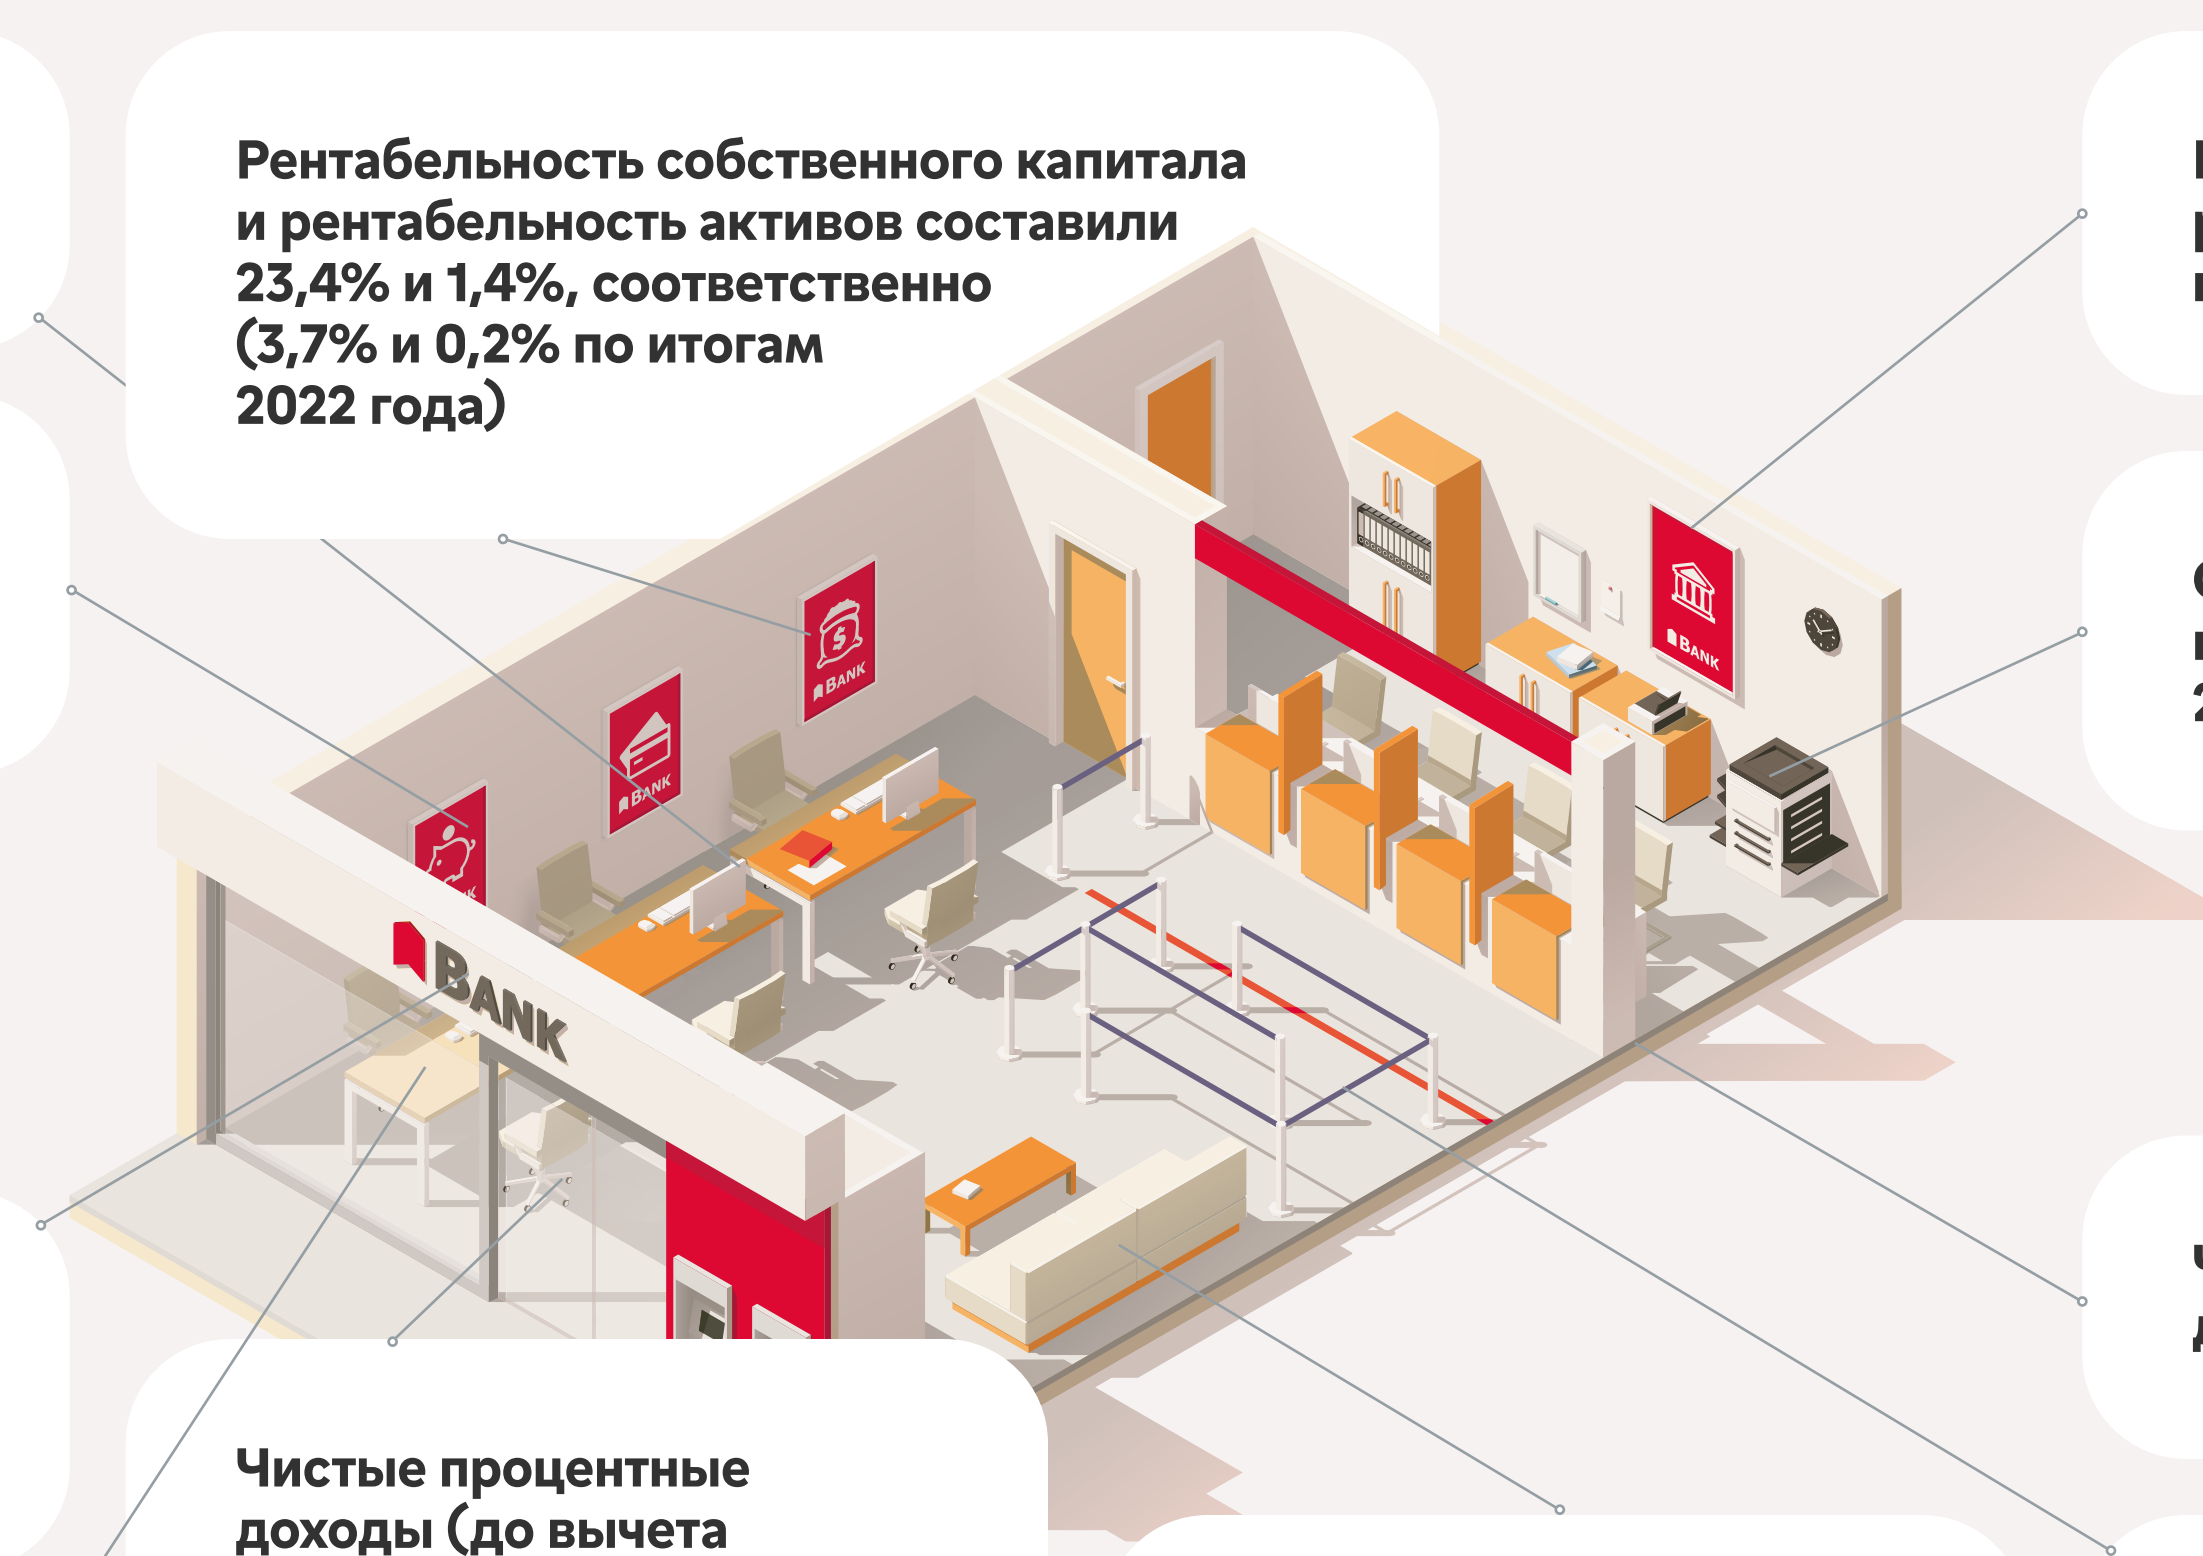 Рентабельность собственного капитала
и рентабельность активов составили
23,4% и 1,4%, соответственно
(3,7% и 0,2% по итогам
2022 года)
BANK
BANK
BANK
BANK
Чистые процентные
доходы (до вычета